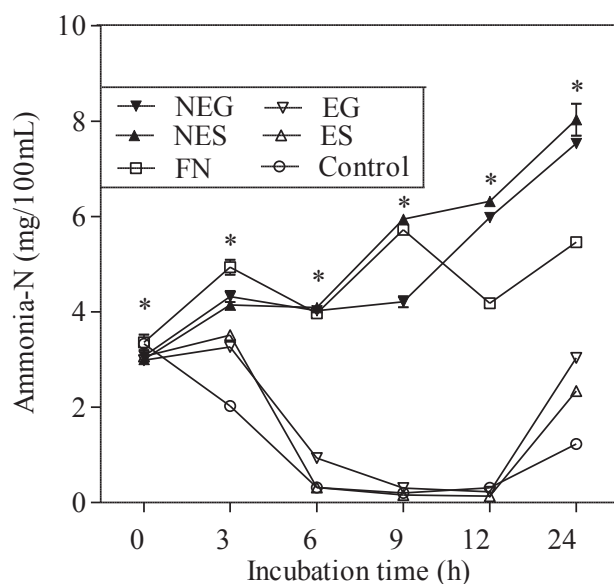 10
8
6
4
2
0
Ammonia-N (mg/100mL)
NEG EG
NES ES
FN Control
*
*
*
*
*
*
0 3 6 9 12 24
Incubation time (h)